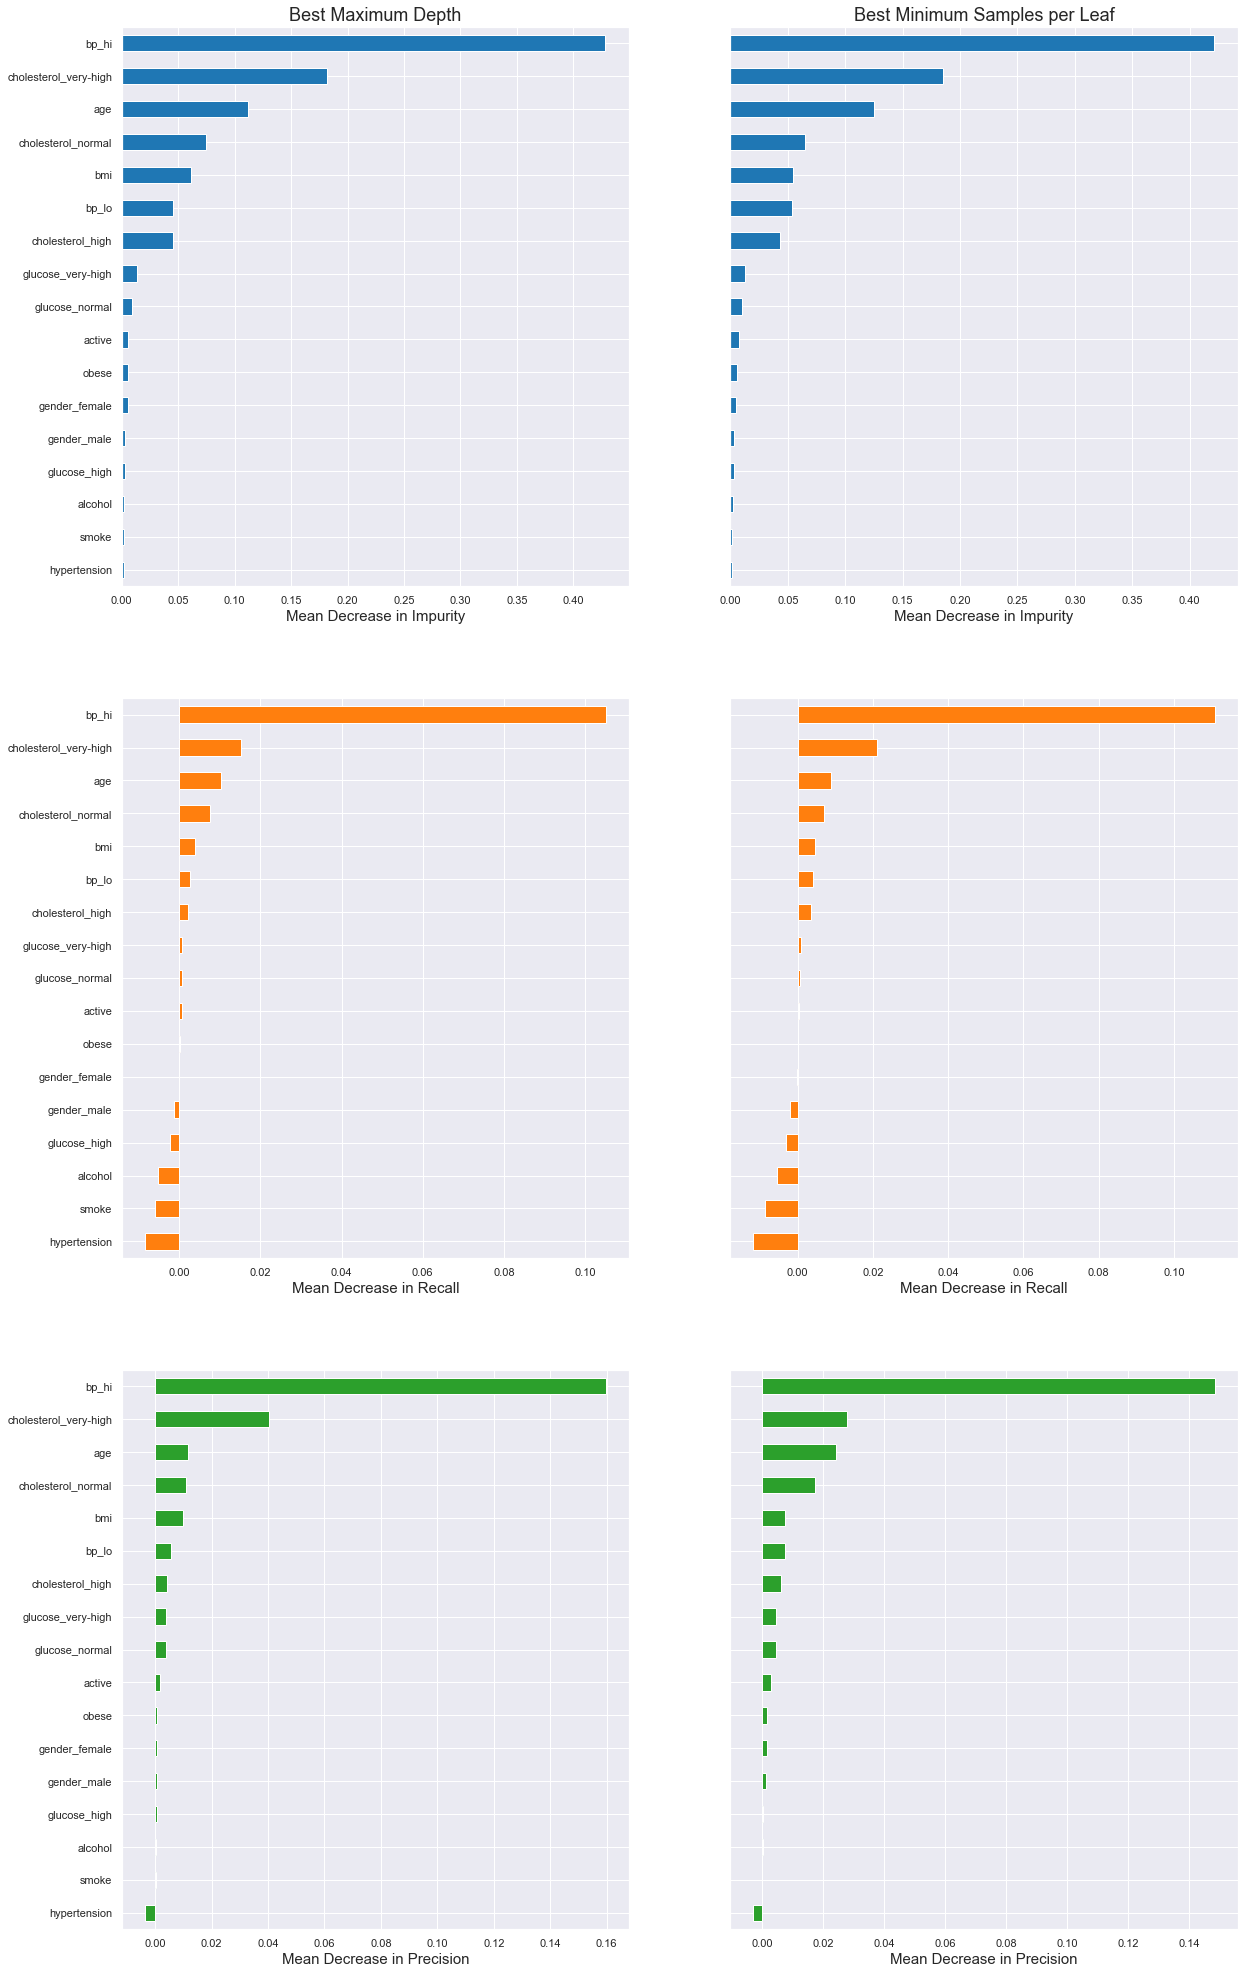 Best Maximum Depth
Best Minimum Samples per Leaf
bp_hi
cholesterol_very-high
age
cholesterol_normal
bmi
bp_lo
cholesterol_high
glucose_very-high
glucose_normal
active
obese
gender_female
gender_male
glucose_high
alcohol
smoke
hypertension
0.00 0.05 0.10 0.15 0.20 0.25 0.30 0.35 0.40
Mean Decrease in Impurity
0.00 0.05 0.10 0.15 0.20 0.25 0.30 0.35 0.40
Mean Decrease in Impurity
bp_hi
cholesterol_very-high
age
cholesterol_normal
bmi
bp_lo
cholesterol_high
glucose_very-high
glucose_normal
active
obese
gender_female
gender_male
glucose_high
alcohol
smoke
hypertension
0.00 0.02 0.04 0.06 0.08 0.10
Mean Decrease in Recall
0.00 0.02 0.04 0.06 0.08 0.10
Mean Decrease in Recall
bp_hi
cholesterol_very-high
age
cholesterol_normal
bmi
bp_lo
cholesterol_high
glucose_very-high
glucose_normal
active
obese
gender_female
gender_male
glucose_high
alcohol
smoke
hypertension
0.00 0.02 0.04 0.06 0.08 0.10 0.12 0.14 0.16
Mean Decrease in Precision
0.00 0.02 0.04 0.06 0.08 0.10 0.12 0.14
Mean Decrease in Precision